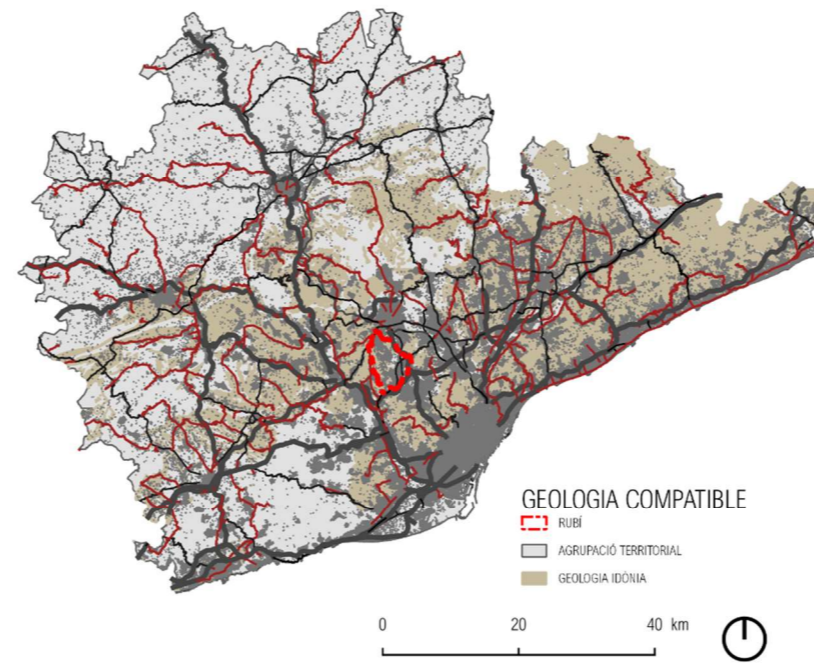 GEOLOGIA COMPATIBLE
RUBÍ
AGRUPACIÓ TERRITORIAL
GEOLOGIA IDÒNIA
0 20 40 km